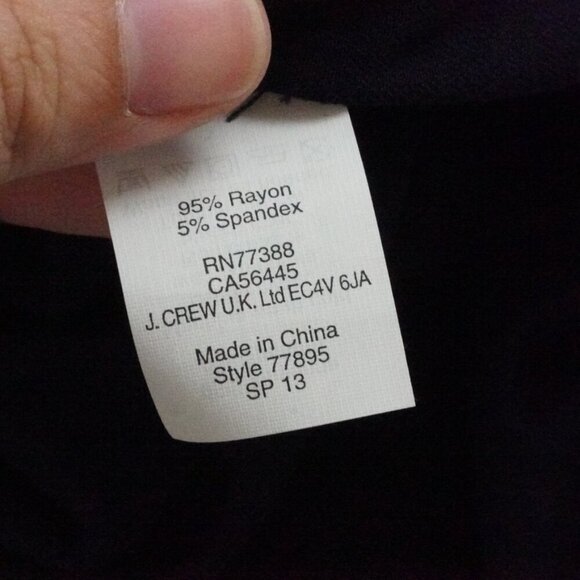 95% Rayon
5% Spandex
RN77388
CA56445
J. CREW U.K. Ltd EC4V 6JA
Made in China
Style 77895
SP 13